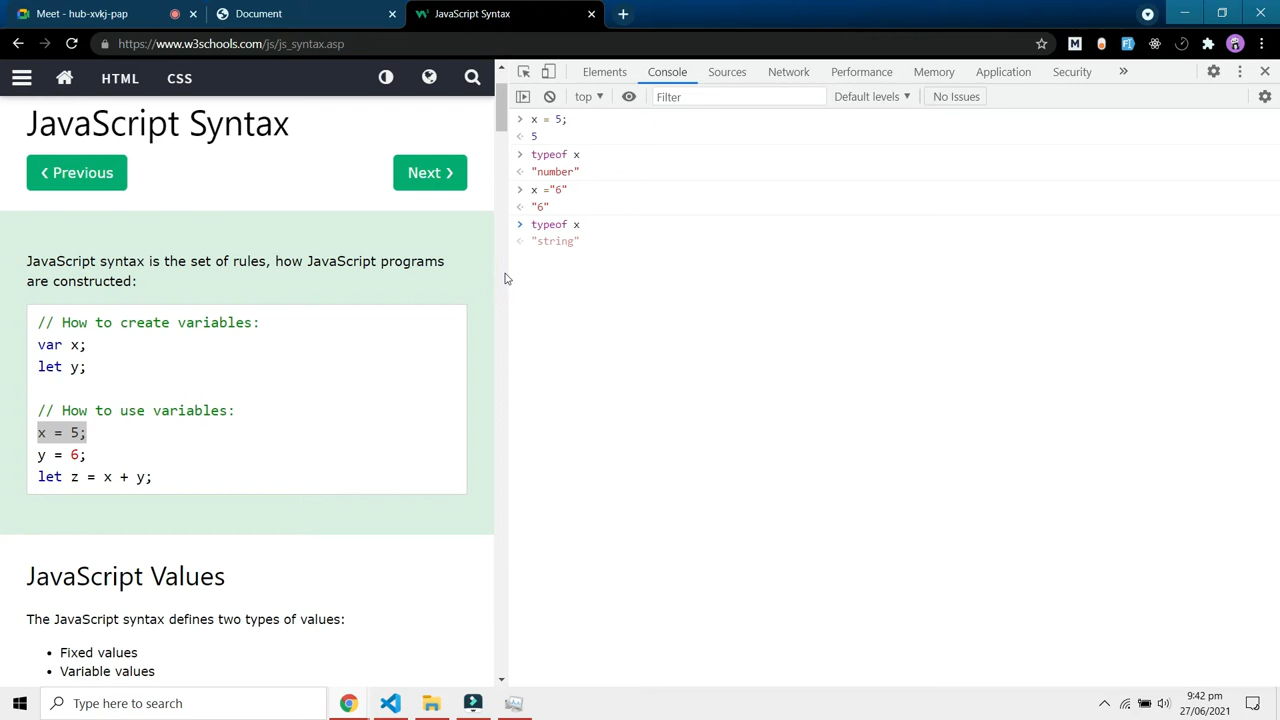 Meet - hub-xvkj-pap
Document
JavaScript Syntax
https://www.w3schools.com/js/js_syntax.asp
HTML CSS
JavaScript Syntax
❮ Previous
Next ❯
JavaScript syntax is the set of rules, how JavaScript programs
are constructed:
// How to create variables:
var x;
let y;
// How to use variables:
x = 5;
y = 6;
let z = x + y;
JavaScript Values
The JavaScript syntax defines two types of values:
• Fixed values
• Variable values
Elements Console Sources Network Performance Memory Application Security
top Filter Default levels No Issues
x = 5;
5
typeof x
"number"
x ="6"
"6"
typeof x
"string"
Type here to search
9:42 pm
27/06/2021